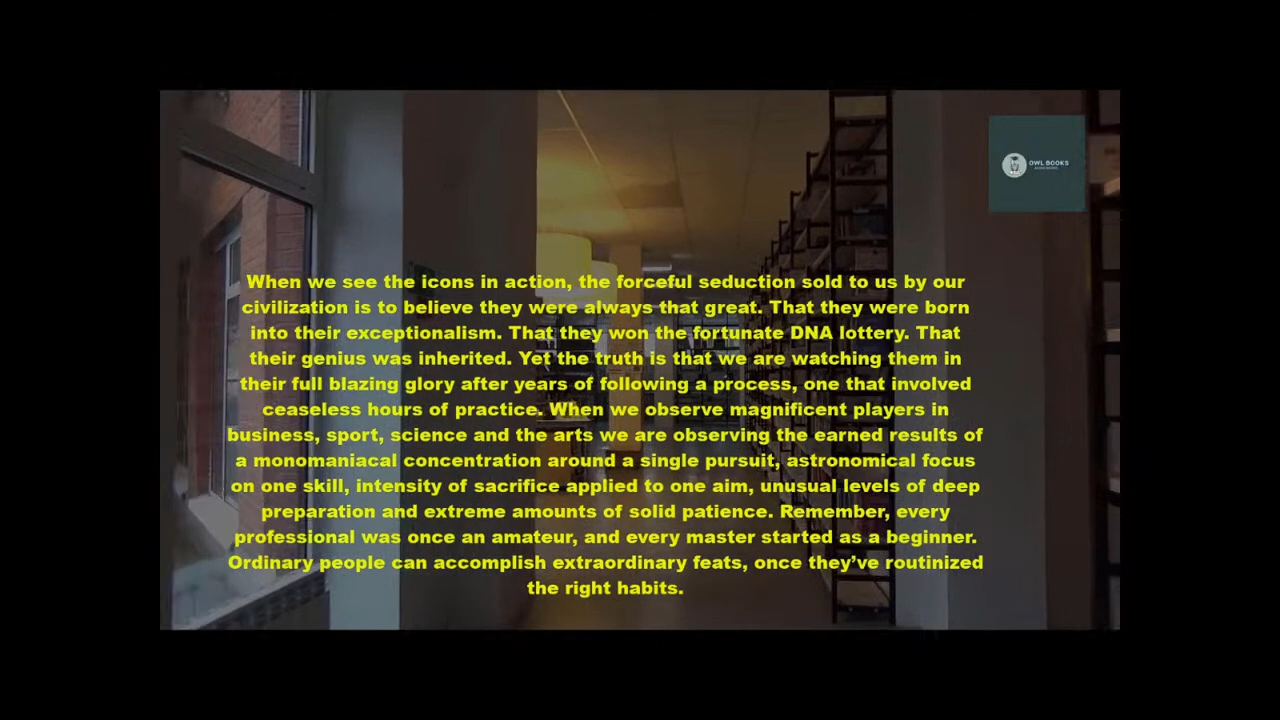 OWL BOOKS
When we see the icons in action, the forceful seduction sold to us by our
civilization is to believe they were always that great. That they were born
into their exceptionalism. That they won the fortunate DNA lottery. That
their genius was inherited. Yet the truth is that we are watching them in
their full blazing glory after years of following a process, one that involved
ceaseless hours of practice. When we observe magnificent players in
business, sport, science and the arts we are observing the earned results of
a monomaniacal concentration around a single pursuit, astronomical focus
on one skill, intensity of sacrifice applied to one aim, unusual levels of deep
preparation and extreme amounts of solid patience. Remember, every
professional was once an amateur, and every master started as a beginner.
Ordinary people can accomplish extraordinary feats, once they’ve routinized
the right habits.